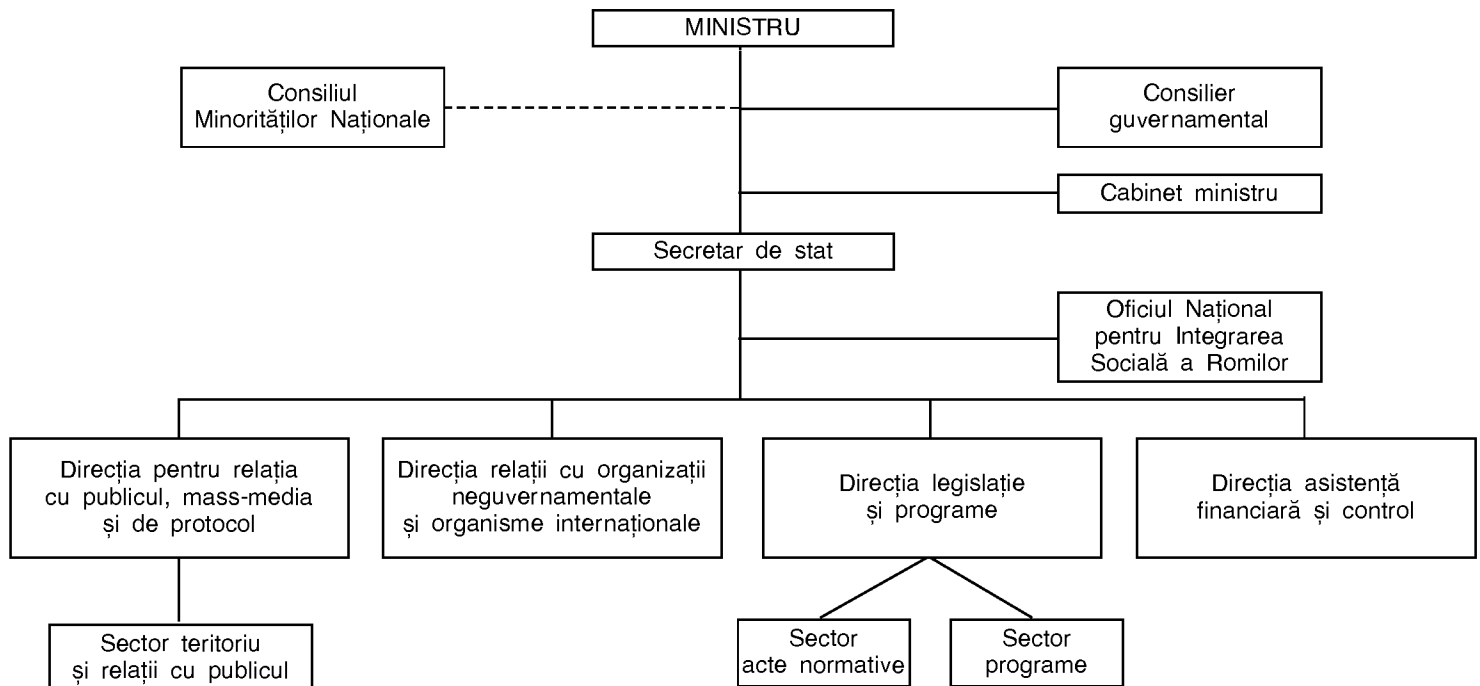 MINISTRU
Consiliul
Minorităților Naționale
Consilier
guvernamental
Cabinet ministru
Secretar de stat
Oficiul Național
pentru Integrarea
Socială a Romilor
Direcția pentru relația
cu publicul, mass-media
și de protocol
Direcția relații cu organizații
neguvernamentale
și organisme internaționale
Direcția legislație
și programe
Direcția asistență
financiară și control
Sector teritoriu
și relații cu publicul
Sector
acte normative
Sector
programe